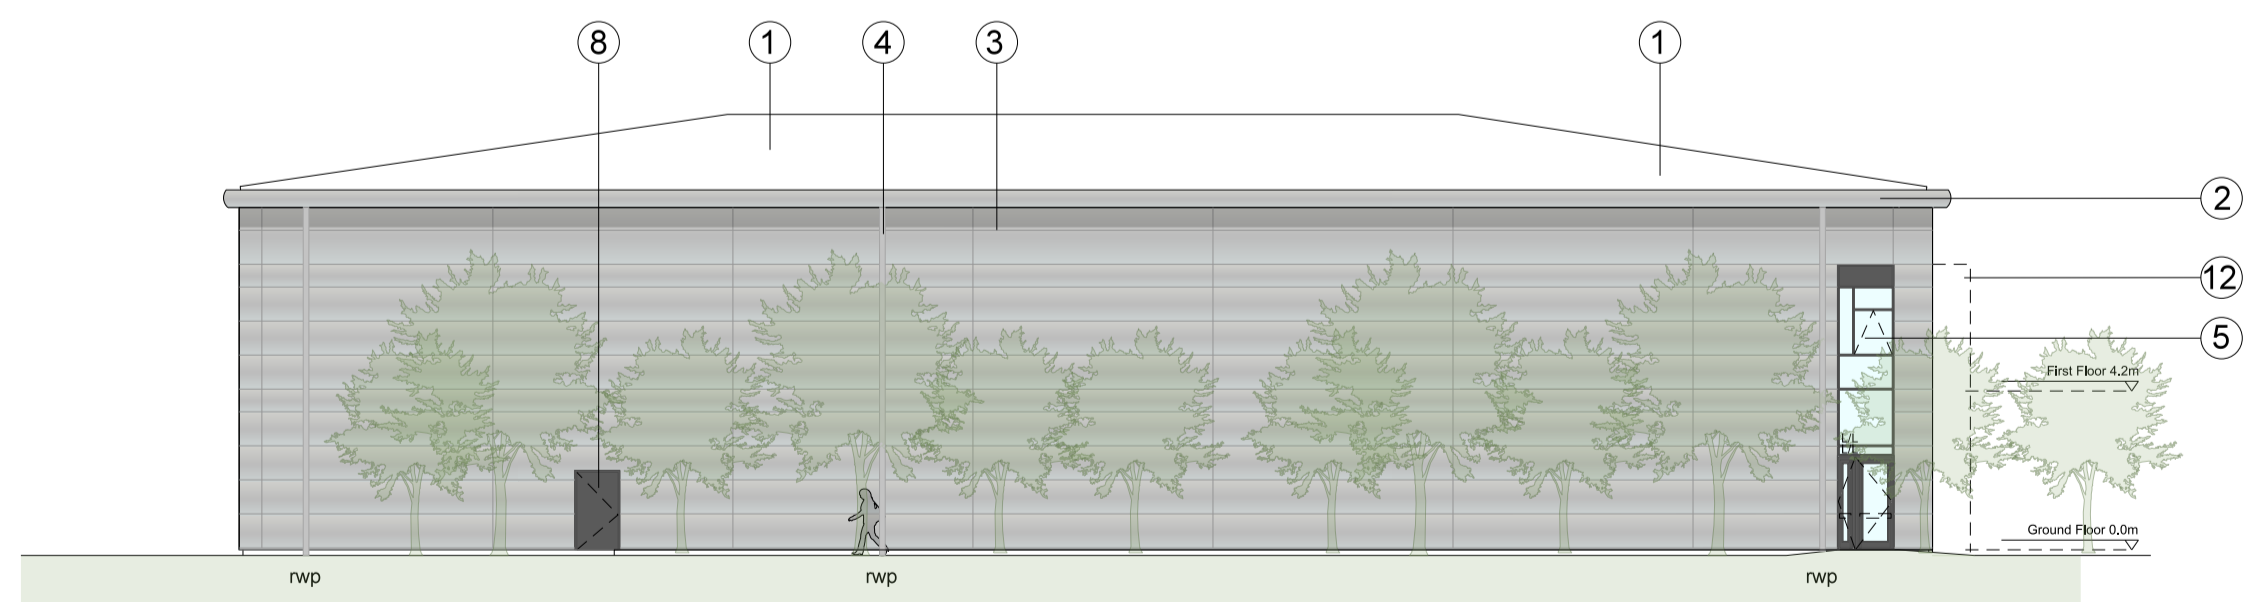 8 1 4 3 1
2
12
5
First Floor 4.2m
L/L
Ground Floor 0.0m
rwp rwp rwp